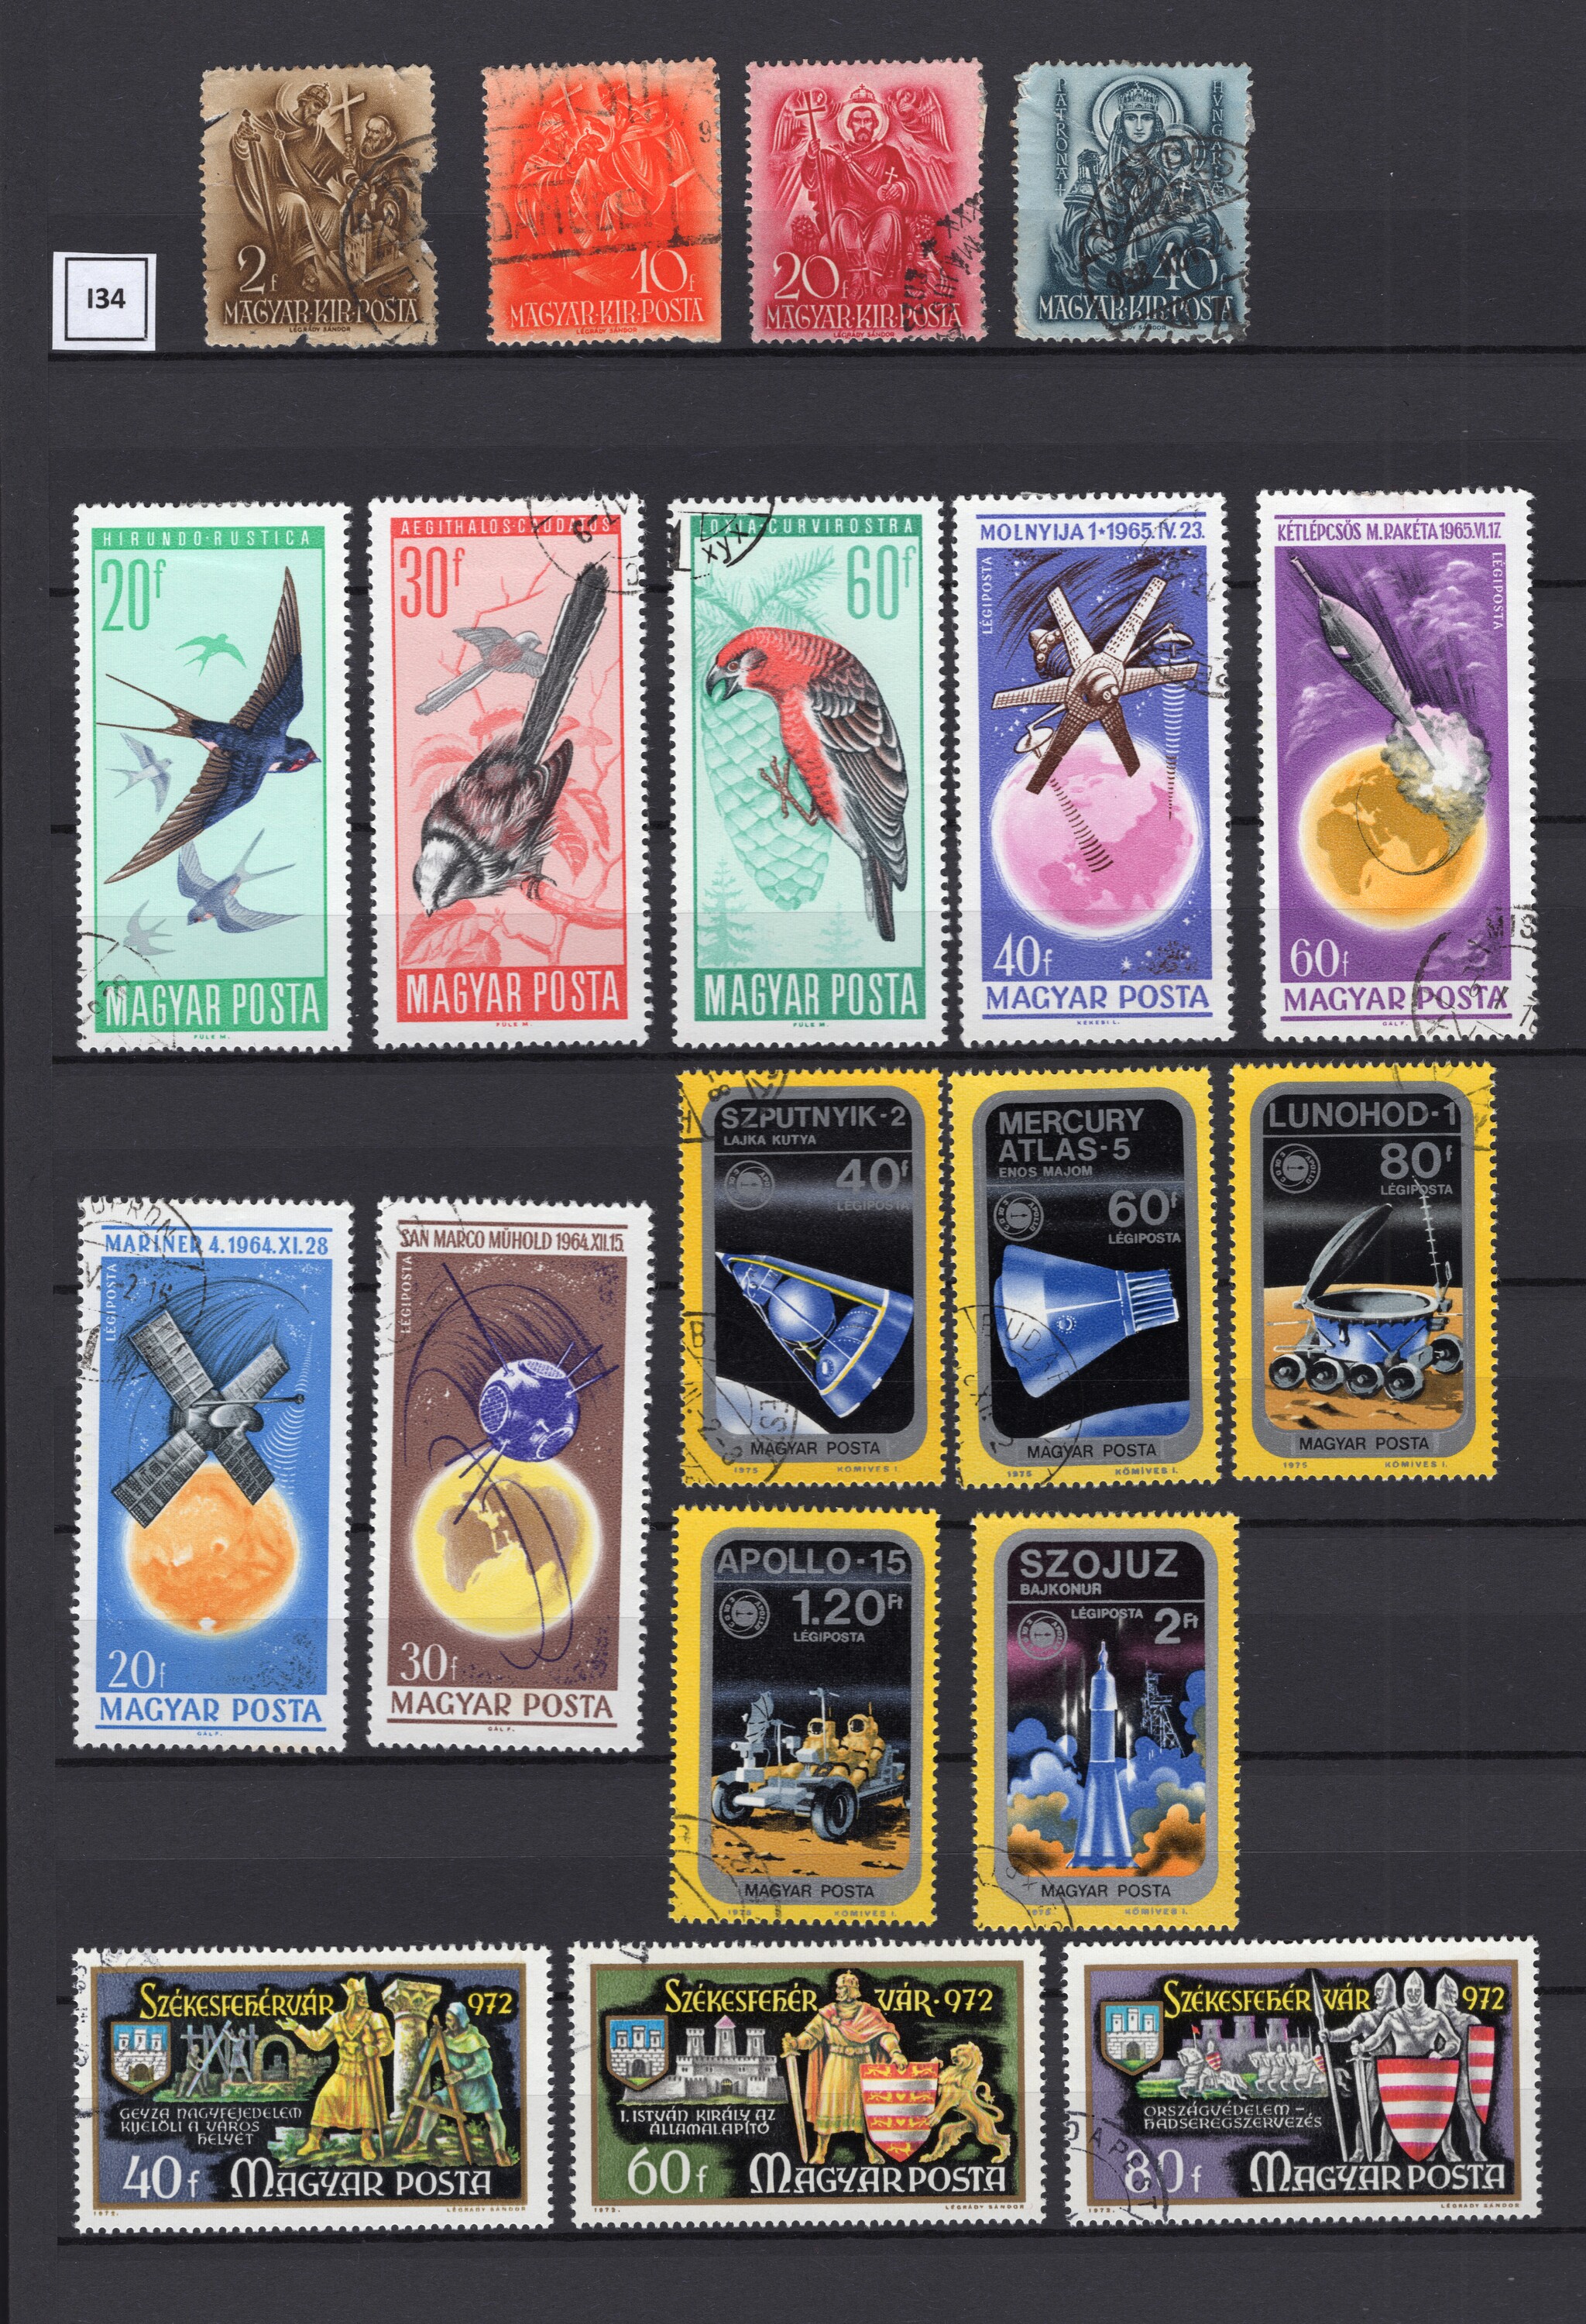 I34
2f
MAGYAR·KIR·POSTA
LÉGRÁDY SÁNDOR
10f
MAGYAR·KIR·POSTA
LÉGRÁDY SÁNDOR
20f
MAGYAR·KIR·POSTA
LÉGRÁDY SÁNDOR
PATRONA
HVNGARIÆ
40f
MAGYAR·KIR·POSTA
LÉGRÁDY SÁNDOR
HIRUNDO·RUSTICA
20f
MAGYAR POSTA
FÜLE M.
AEGITHALOS·CAUDATUS
30f
MAGYAR POSTA
FÜLE M.
xyx
CURVIROSTRA
60f
MAGYAR POSTA
FÜLE M.
MOLNYIJA 1★1965.IV.23.
LÉGIPOSTA
40f
MAGYAR POSTA
KÉKESI L.
KÉTLÉPCSŐS M.RAKÉTA 1965.VI.17.
LÉGIPOSTA
60f
MAGYAR POSTA
GÁL F.
MARINER 4.1964.XI.28
LÉGIPOSTA
20f
MAGYAR POSTA
GÁL F.
SAN MARCO MŰHOLD 1964.XII.15.
LÉGIPOSTA
30f
MAGYAR POSTA
GÁL F.
SZPUTNYIK-2
LAJKA KUTYA
40f
LÉGIPOSTA
MAGYAR POSTA
1975 KÖMIVES I.
MERCURY
ATLAS-5
ENOS MAJOM
60f
LÉGIPOSTA
MAGYAR POSTA
1975 KÖMIVES I.
LUNOHOD-1
80f
LÉGIPOSTA
MAGYAR POSTA
1975 KÖMIVES I.
APOLLO-15
1.20Ft
LÉGIPOSTA
MAGYAR POSTA
1975 KÖMIVES I.
SZOJUZ
BAJKONUR
LÉGIPOSTA
2Ft
MAGYAR POSTA
1975 KÖMIVES I.
SZÉKESFEHÉRVÁR 972
GÉYZA NAGYFEJEDELEM
KIJELÖLI A VÁROS
HELYÉT
40f MAGYAR POSTA
1972. LÉGRÁDY SÁNDOR
SZÉKESFEHÉRVÁR·972
I. ISTVÁN KIRÁLY AZ
ÁLLAMALAPÍTÓ
60f MAGYAR POSTA
1972. LÉGRÁDY SÁNDOR
SZÉKESFEHÉRVÁR 972
ORSZÁGVÉDELEM –
HADSEREGSZERVEZÉS
80f MAGYAR POSTA
1972. LÉGRÁDY SÁNDOR